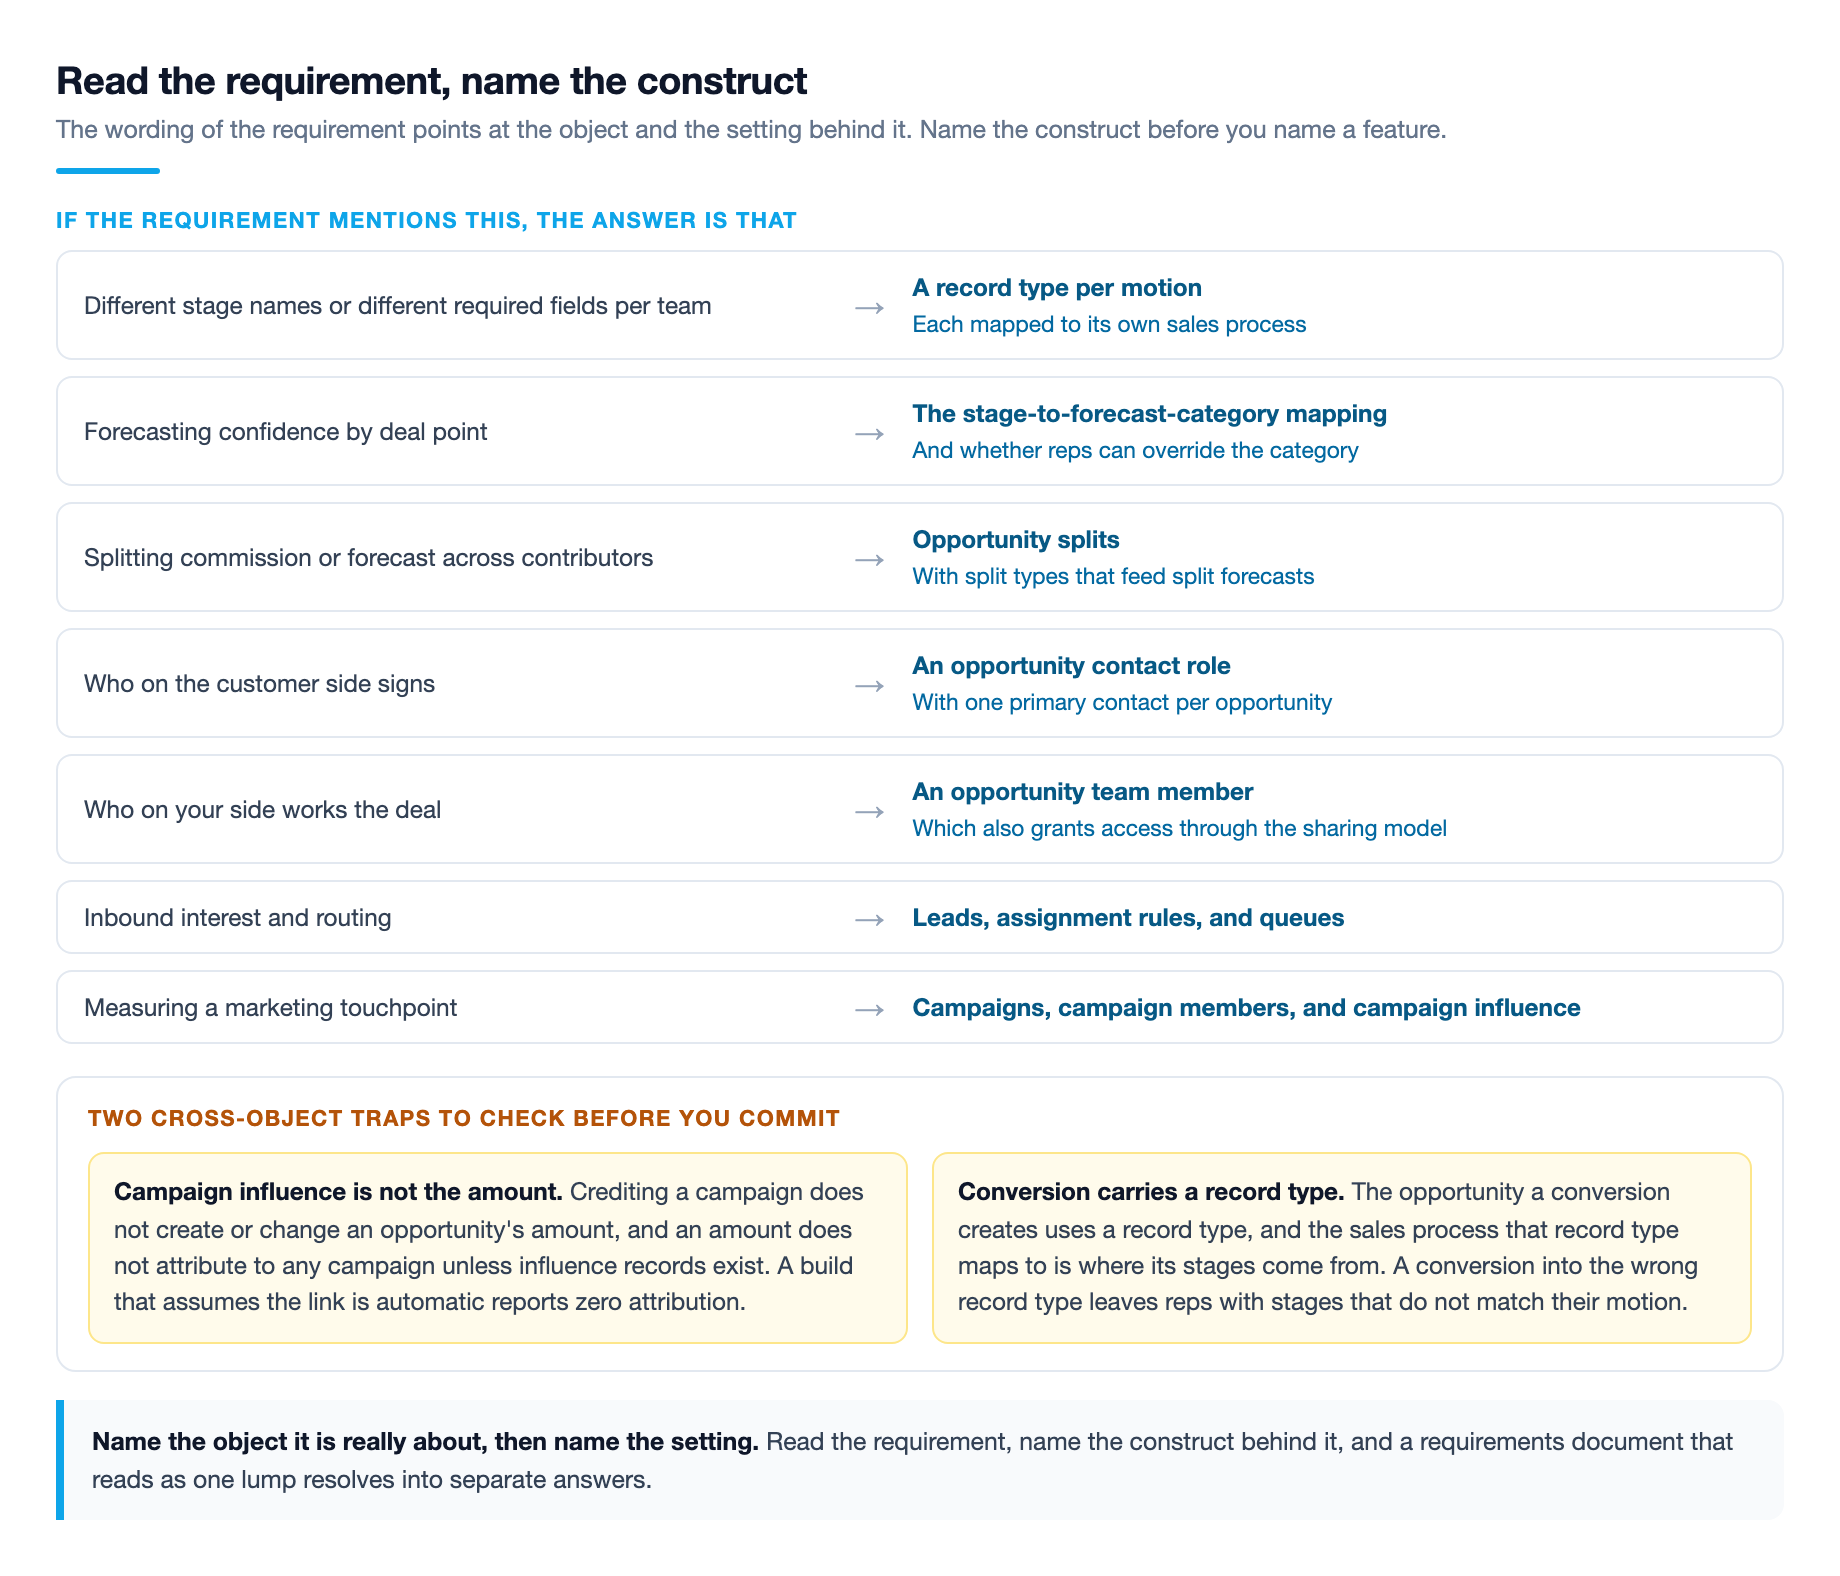 Read the requirement, name the construct
The wording of the requirement points at the object and the setting behind it. Name the construct before you name a feature.
IF THE REQUIREMENT MENTIONS THIS, THE ANSWER IS THAT
Different stage names or different required fields per team
→
A record type per motion
Each mapped to its own sales process
Forecasting confidence by deal point
→
The stage-to-forecast-category mapping
And whether reps can override the category
Splitting commission or forecast across contributors
→
Opportunity splits
With split types that feed split forecasts
Who on the customer side signs
→
An opportunity contact role
With one primary contact per opportunity
Who on your side works the deal
→
An opportunity team member
Which also grants access through the sharing model
Inbound interest and routing
→
Leads, assignment rules, and queues
Measuring a marketing touchpoint
→
Campaigns, campaign members, and campaign influence
TWO CROSS-OBJECT TRAPS TO CHECK BEFORE YOU COMMIT
Campaign influence is not the amount. Crediting a campaign does
not create or change an opportunity's amount, and an amount does
not attribute to any campaign unless influence records exist. A build
that assumes the link is automatic reports zero attribution.
Conversion carries a record type. The opportunity a conversion
creates uses a record type, and the sales process that record type
maps to is where its stages come from. A conversion into the wrong
record type leaves reps with stages that do not match their motion.
Name the object it is really about, then name the setting. Read the requirement, name the construct behind it, and a requirements document that
reads as one lump resolves into separate answers.